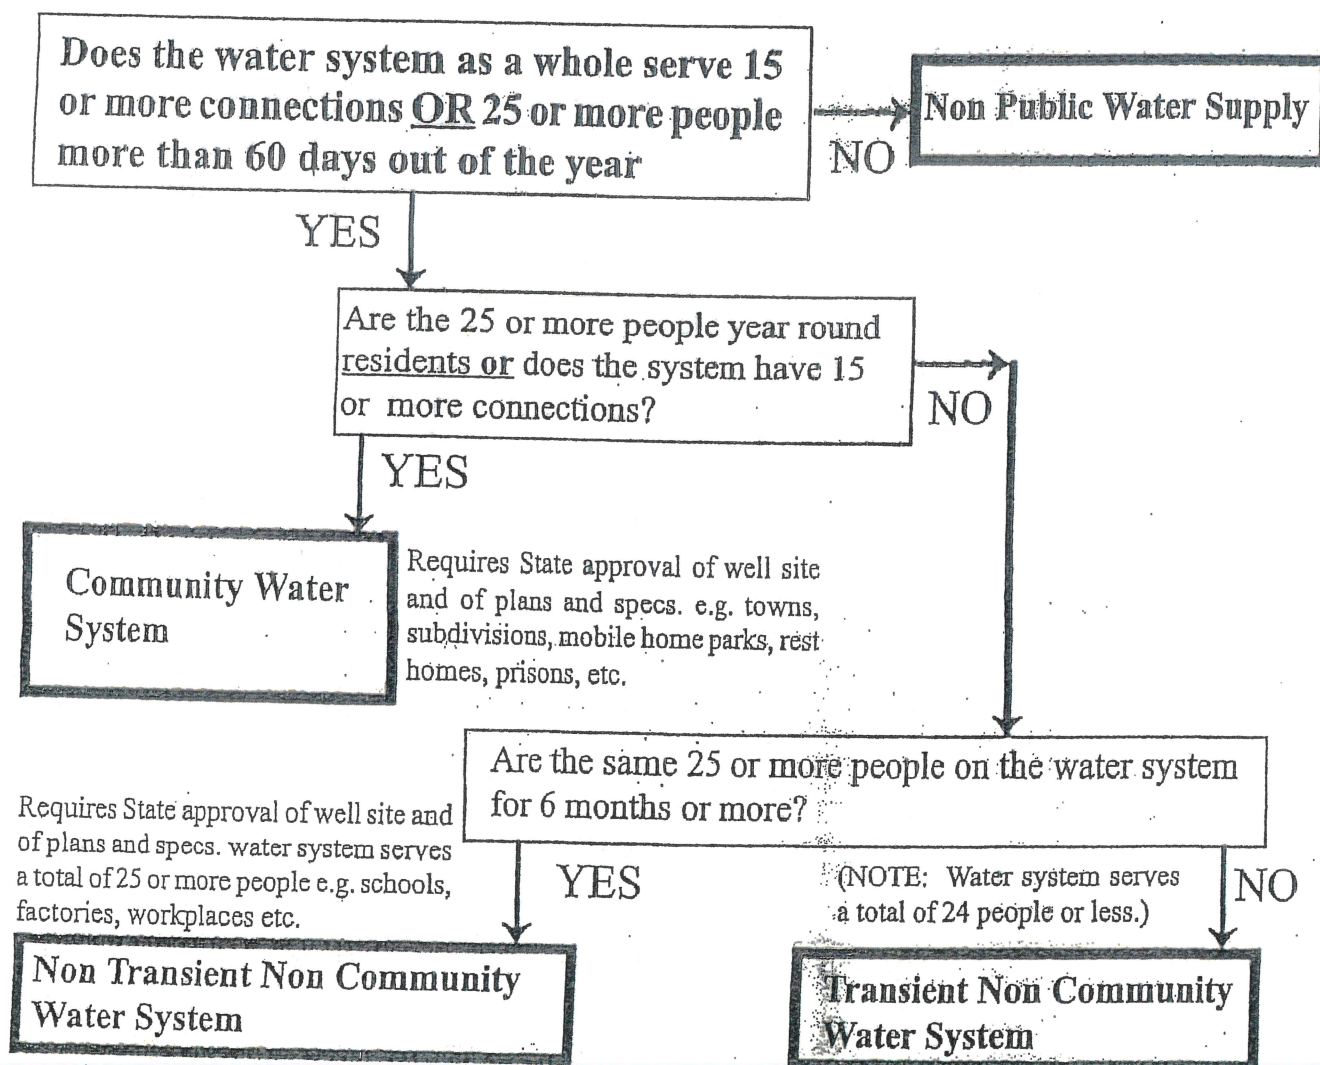 Does the water system as a whole serve 15
or more connections OR 25 or more people
more than 60 days out of the year
NO
Non Public Water Supply
YES
Are the 25 or more people year round
residents or does the system have 15
or more connections?
NO
YES
Community Water
System
Requires State approval of well site
and of plans and specs. e.g. towns,
subdivisions, mobile home parks, rest
homes, prisons, etc.
Are the same 25 or more people on the water system
for 6 months or more?
Requires State approval of well site and
of plans and specs. water system serves
a total of 25 or more people e.g. schools,
factories, workplaces etc.
YES
(NOTE: Water system serves
a total of 24 people or less.)
NO
Non Transient Non Community
Water System
Transient Non Community
Water System